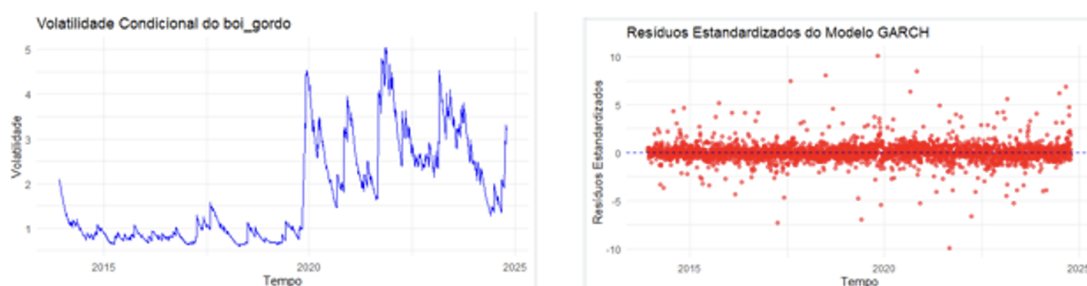 Volatilidade Condicional do boi_gordo
Volatilidade
5
4
3
2
1
2015
2020
2025
Tempo
Resíduos Estandardizados do Modelo GARCH
Resíduos Estandardizados
10
5
0
-5
-10
2015
2020
2025
Tempo